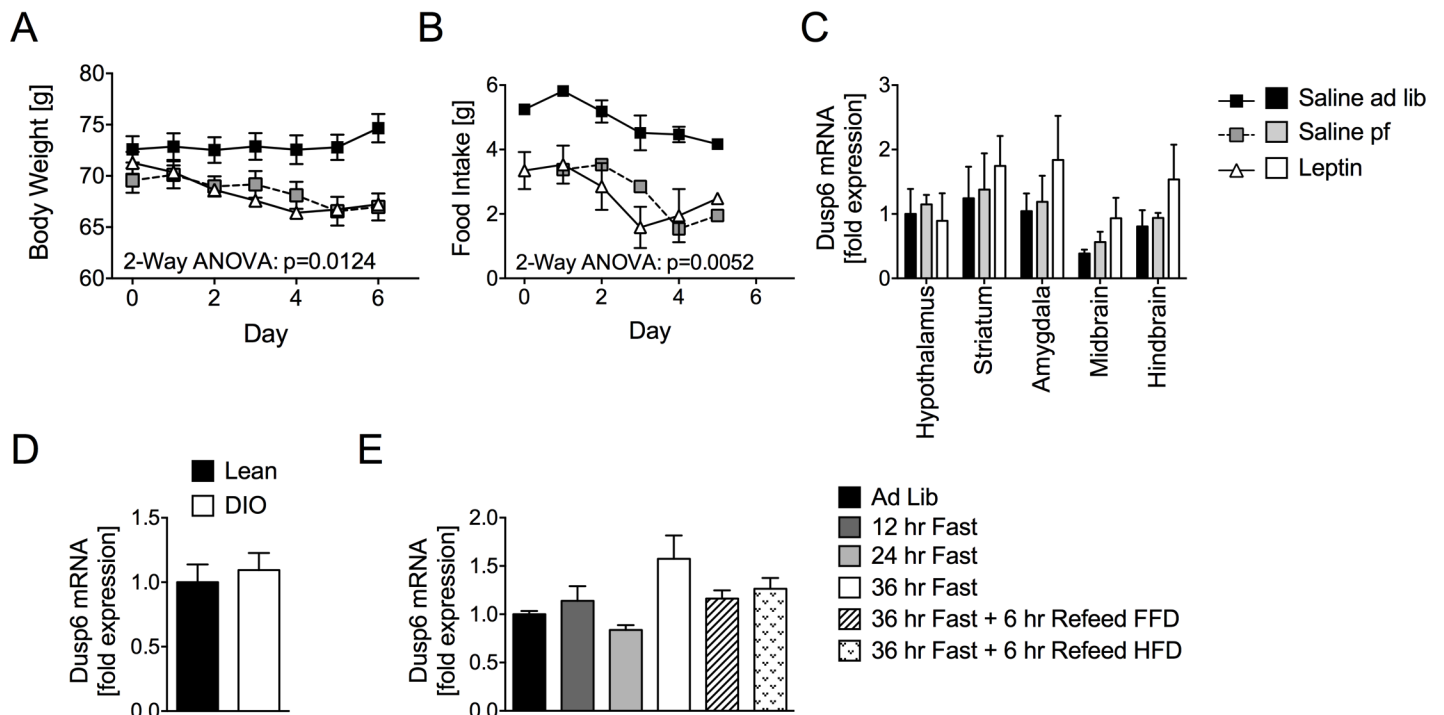 A
80
75
70
65
60
Body Weight [g]
2-Way ANOVA: p=0.0124
0 2 4 6
Day
B
6
4
2
0
Food Intake [g]
2-Way ANOVA: p=0.0052
0 2 4 6
Day
C
3
2
1
0
Dusp6 mRNA
[fold expression]
Hypothalamus
Striatum
Amygdala
Midbrain
Hindbrain
Saline ad lib
Saline pf
Leptin
D
Lean
DIO
1.5
1.0
0.5
0.0
Dusp6 mRNA
[fold expression]
E
2.0
1.5
1.0
0.5
0.0
Dusp6 mRNA
[fold expression]
Ad Lib
12 hr Fast
24 hr Fast
36 hr Fast
36 hr Fast + 6 hr Refeed FFD
36 hr Fast + 6 hr Refeed HFD